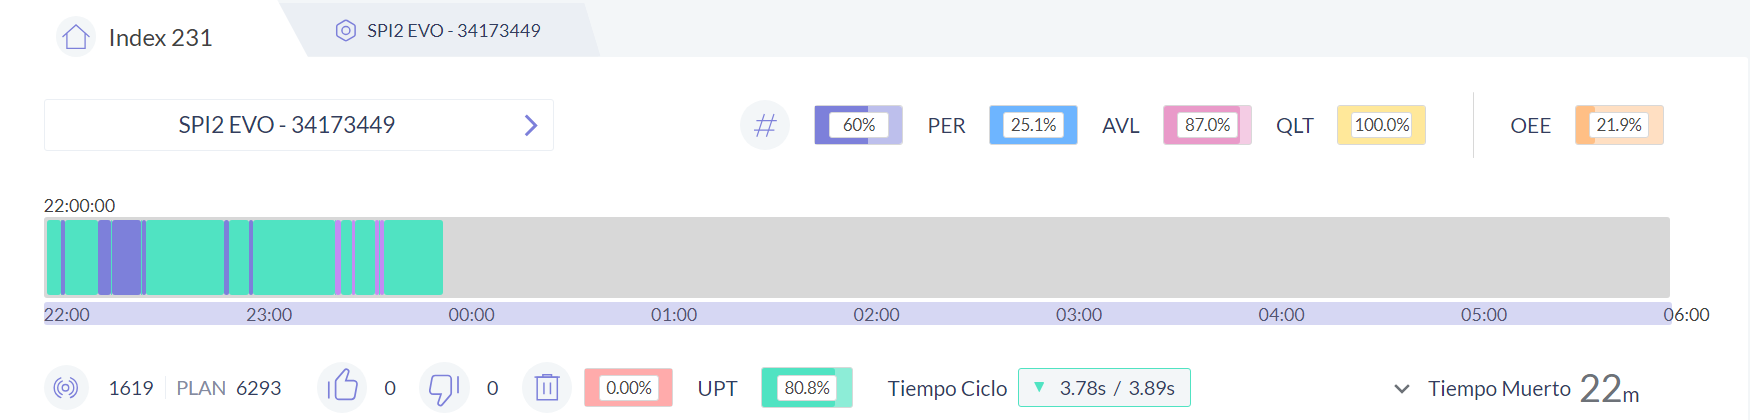 Index 231
SPI2 EVO - 34173449
SPI2 EVO - 34173449
# 60% PER 25.1% AVL 87.0% QLT 100.0% OEE 21.9%
22:00:00
22:00 23:00 00:00 01:00 02:00 03:00 04:00 05:00 06:00
1619 PLAN 6293 0 0 0.00% UPT 80.8% Tiempo Ciclo 3.78s / 3.89s Tiempo Muerto 22m